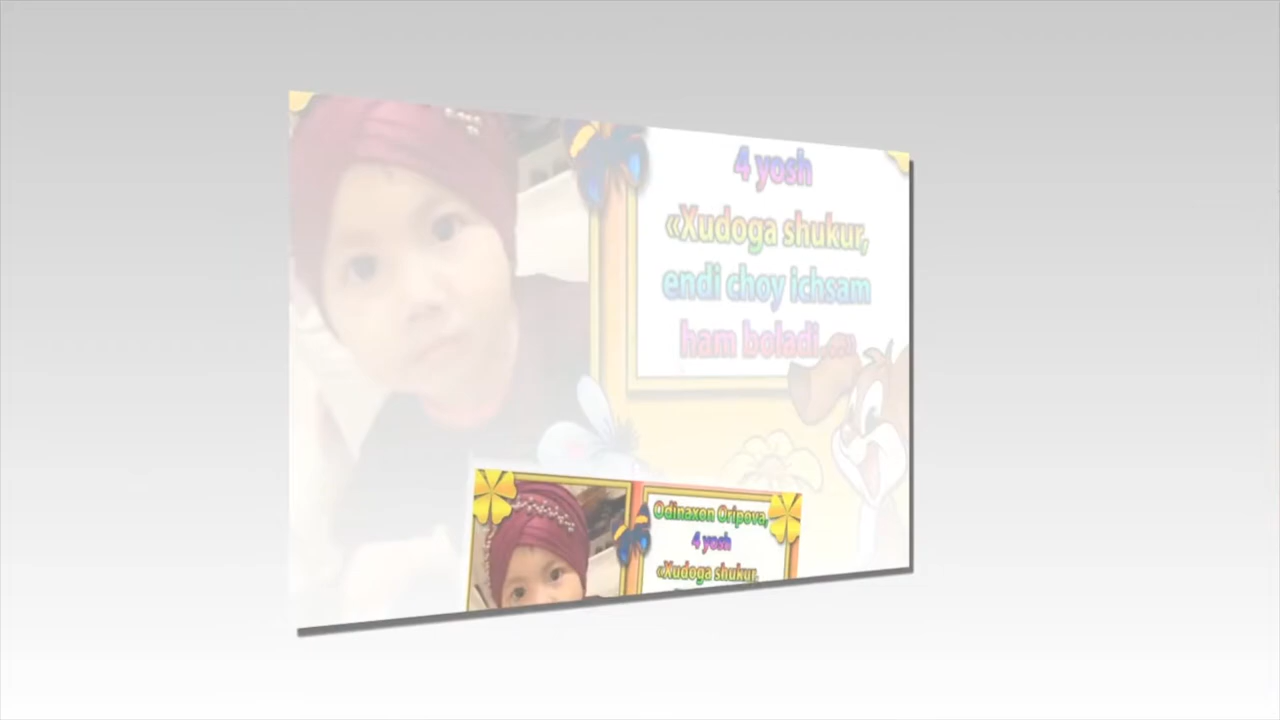 4 yosh
«Xudoga shukur,
endi choy ichsam
ham boladi...»
Odinaxon Oripova,
4 yosh
«Xudoga shukur,